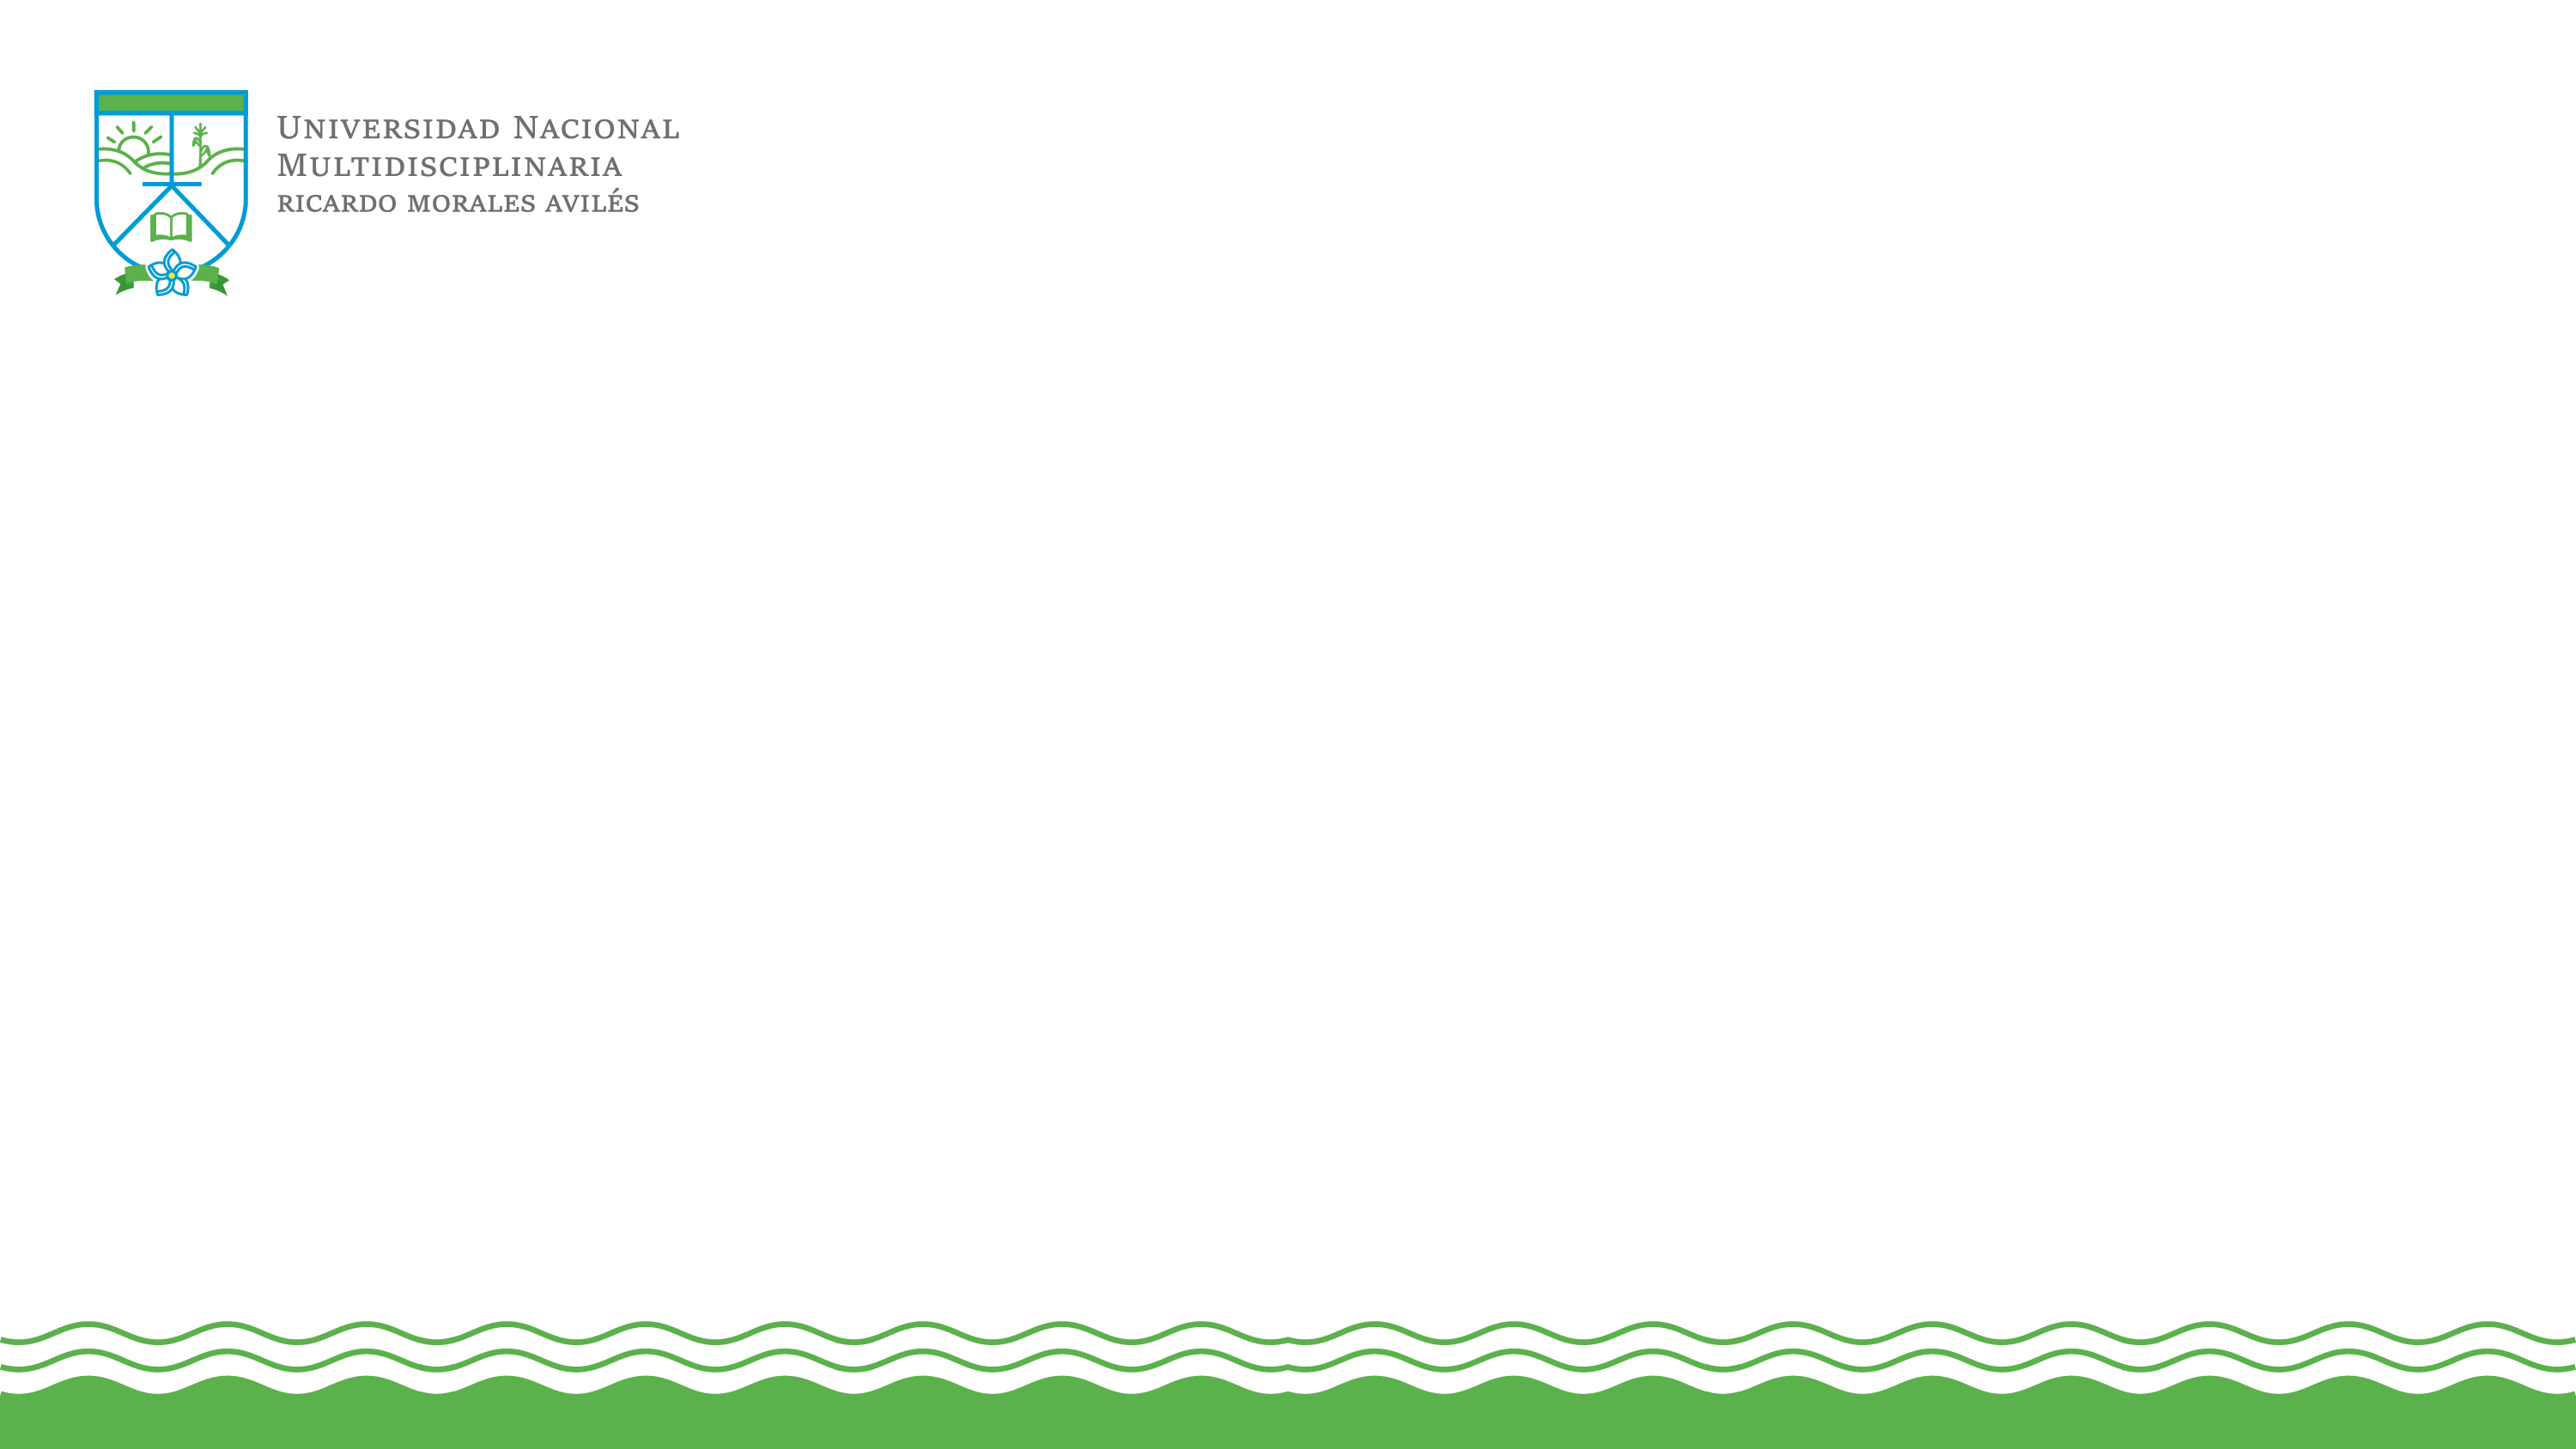 Universidad Nacional
Multidisciplinaria
RICARDO MORALES AVILÉS